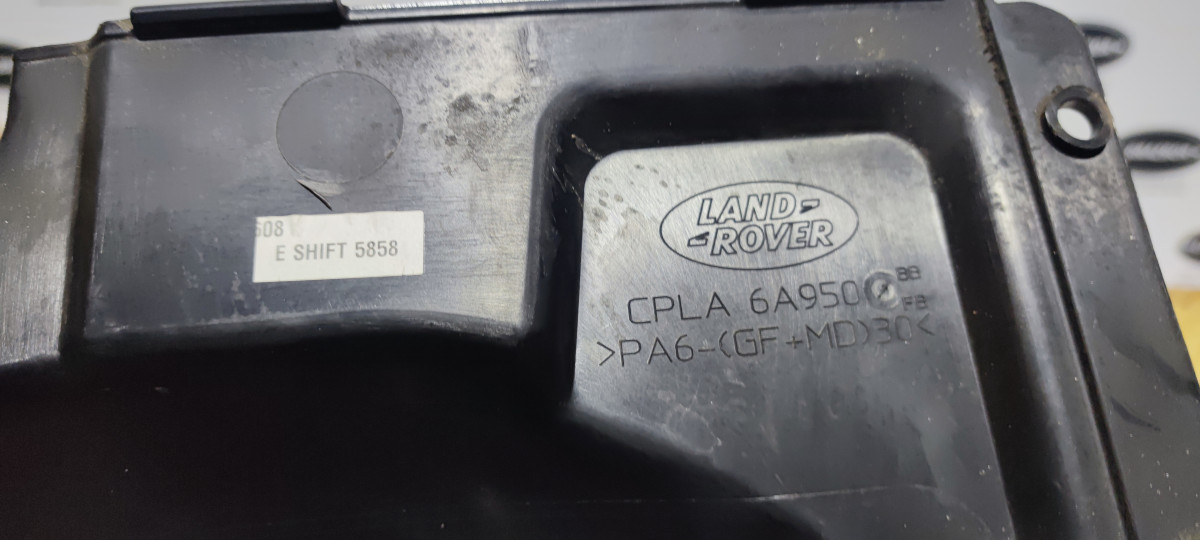 608
E SHIFT 5858
LAND-
-ROVER
CPLA 6A950
BB
FB
>PA6-(GF+MD)30<